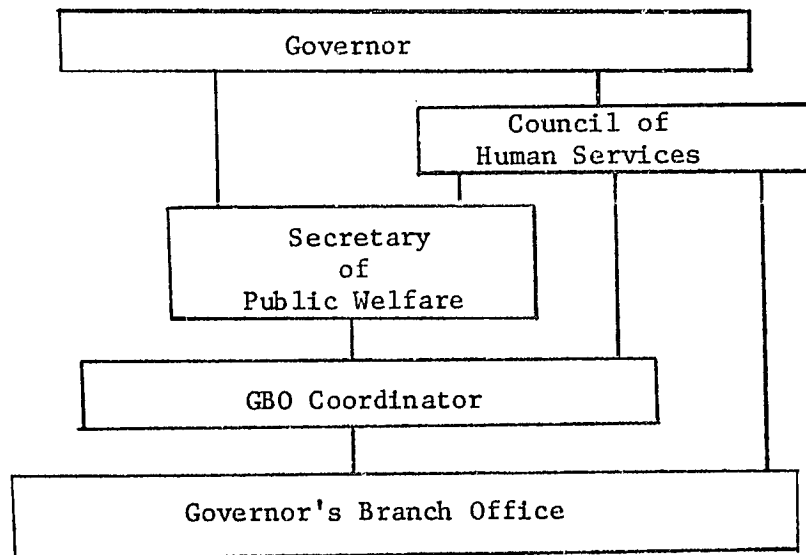 Governor
Council of
Human Services
Secretary
of
Public Welfare
GBO Coordinator
Governor's Branch Office